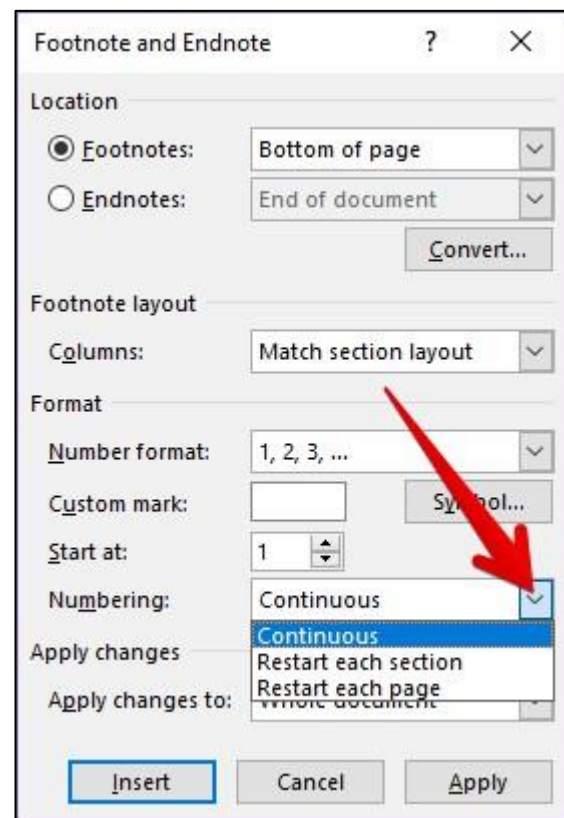 Footnote and Endnote ? X
Location
Footnotes: Bottom of page
Endnotes: End of document
Convert...
Footnote layout
Columns: Match section layout
Format
Number format: 1, 2, 3, ...
Custom mark: Symbol...
Start at: 1
Numbering: Continuous
Continuous
Apply changes
Restart each section
Restart each page
Apply changes to: Whole document
Insert Cancel Apply